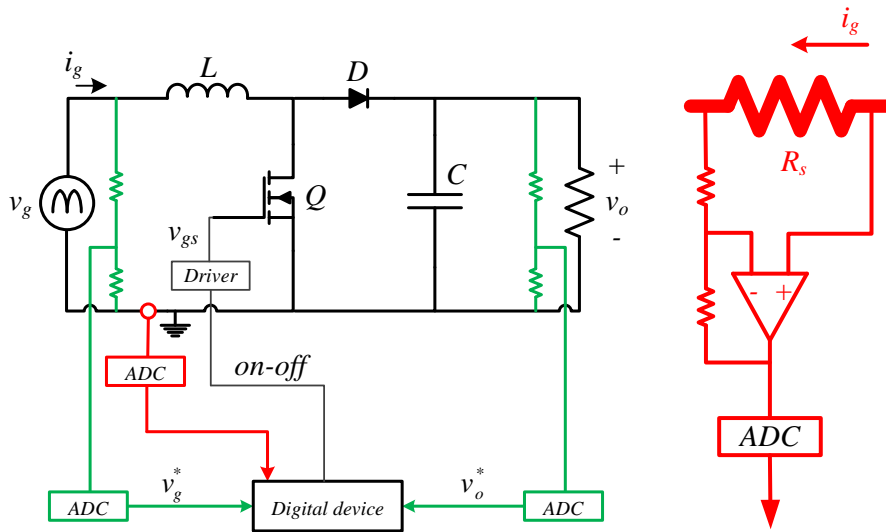 i_g
L
D
v_g
Q
C
+
v_o
-
v_gs
Driver
ADC
on-off
ADC
v_g^*
Digital device
v_o^*
ADC
i_g
R_s
- +
ADC